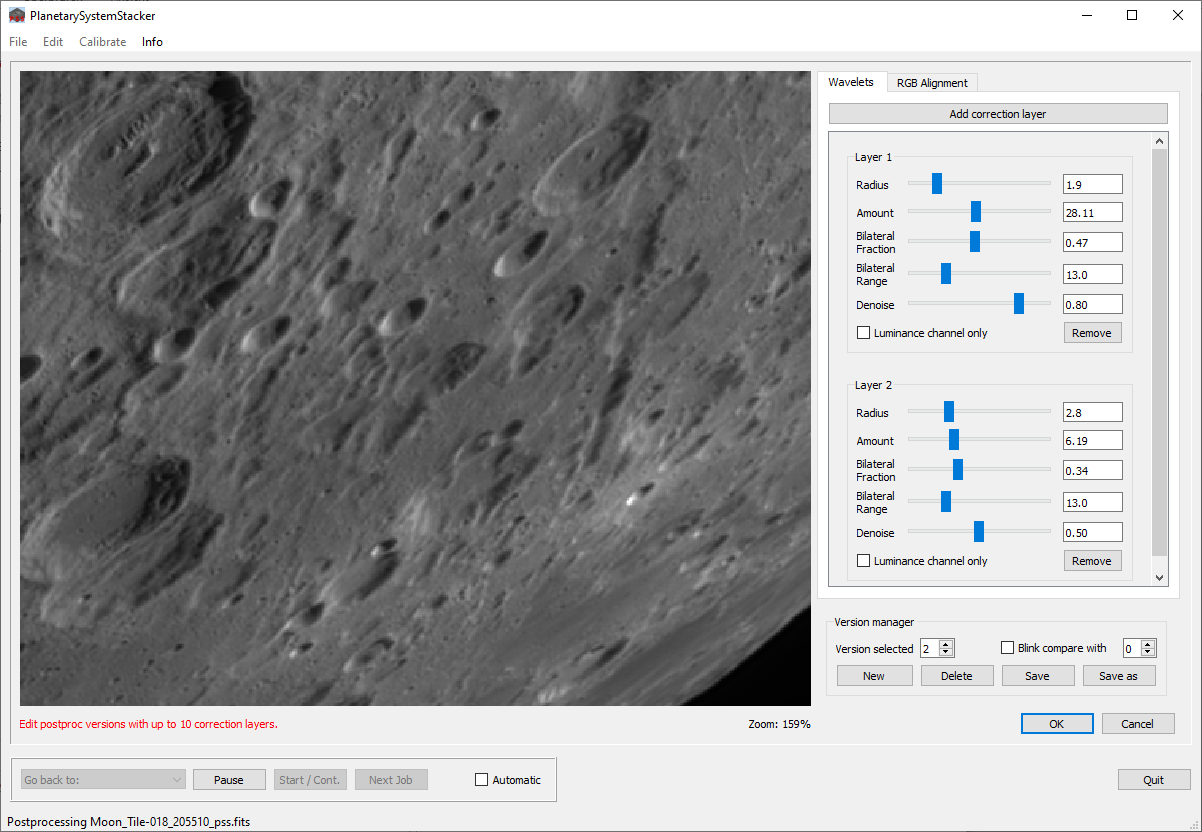 PlanetarySystemStacker
File Edit Calibrate Info
Wavelets RGB Alignment
Add correction layer
Layer 1
Radius 1.9
Amount 28.11
Bilateral
Fraction 0.47
Bilateral
Range 13.0
Denoise 0.80
Luminance channel only Remove
Layer 2
Radius 2.8
Amount 6.19
Bilateral
Fraction 0.34
Bilateral
Range 13.0
Denoise 0.50
Luminance channel only Remove
Version manager
Version selected 2 Blink compare with 0
New Delete Save Save as
Edit postproc versions with up to 10 correction layers. Zoom: 159%
OK Cancel
Go back to: Pause Start / Cont. Next Job Automatic Quit
Postprocessing Moon_Tile-018_205510_pss.fits